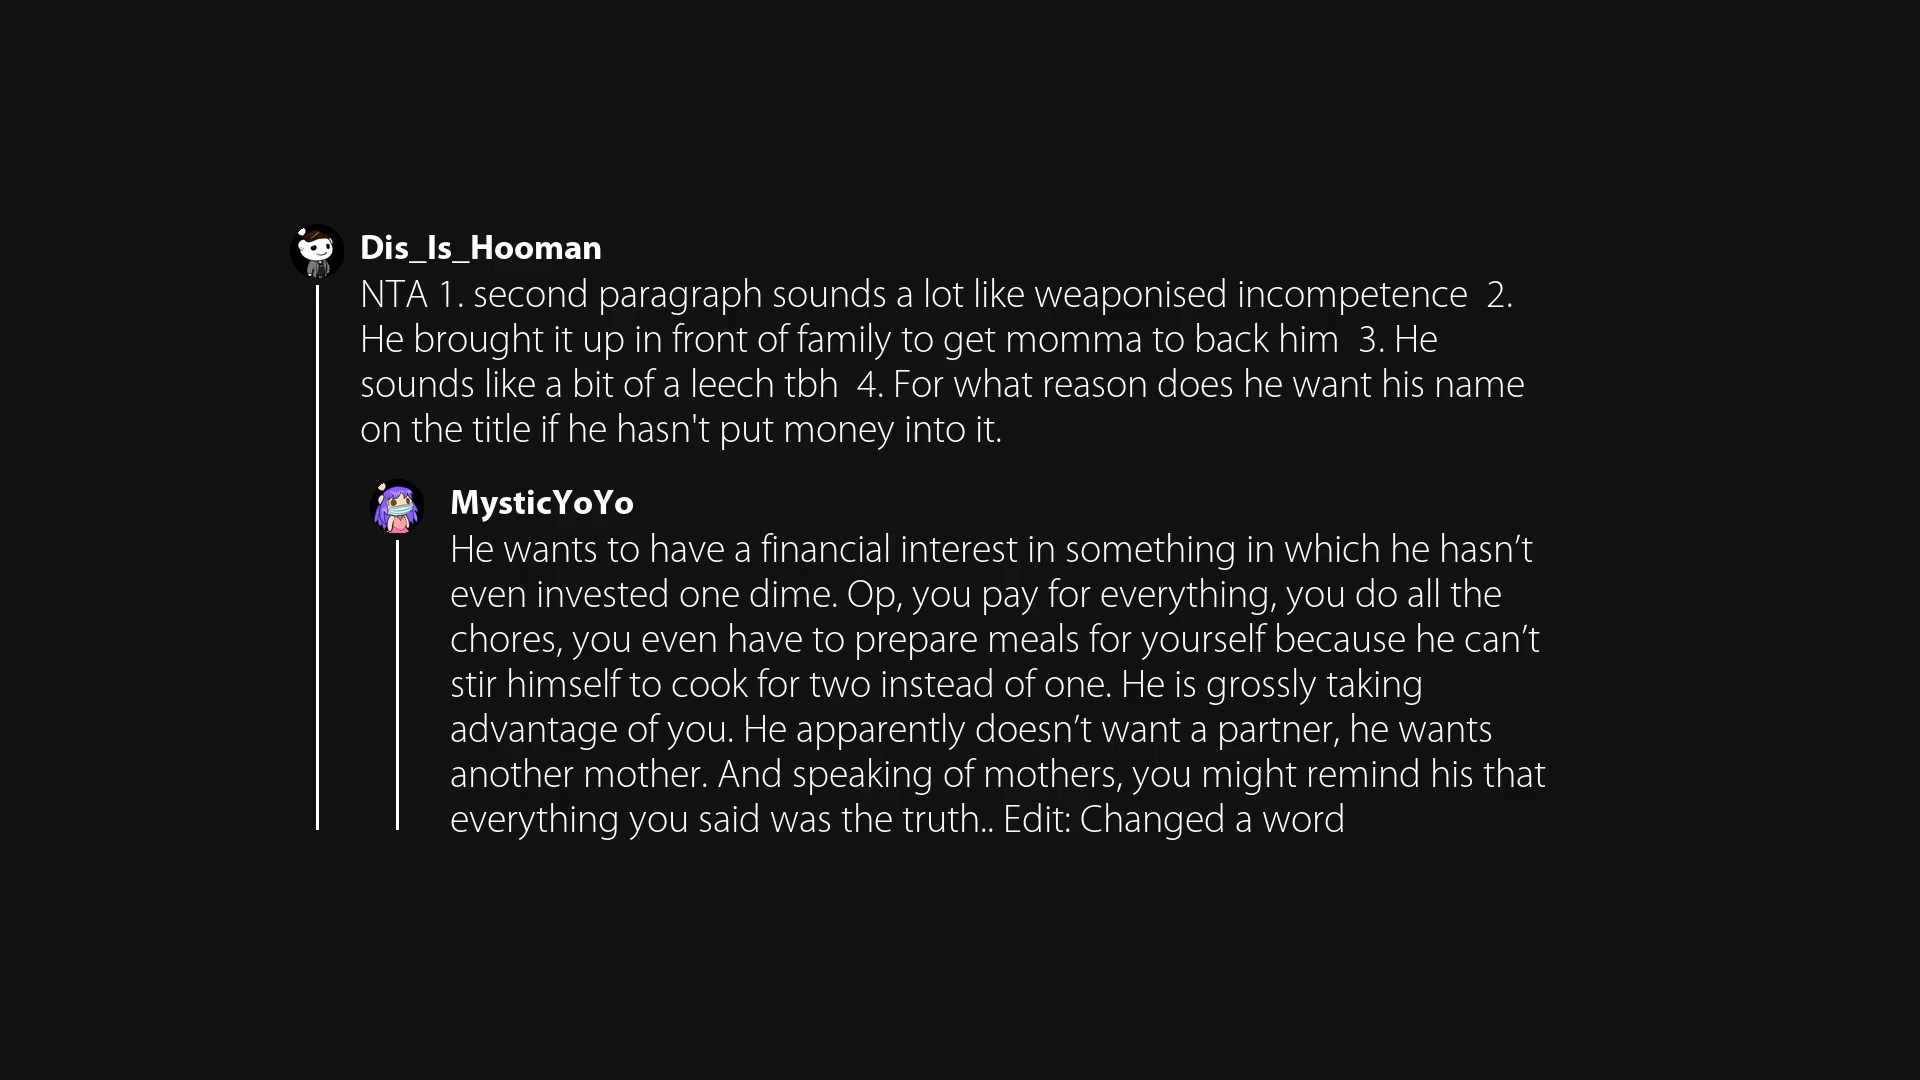 Dis_Is_Hooman
NTA 1. second paragraph sounds a lot like weaponised incompetence  2.
He brought it up in front of family to get momma to back him  3. He
sounds like a bit of a leech tbh  4. For what reason does he want his name
on the title if he hasn't put money into it.
MysticYoYo
He wants to have a financial interest in something in which he hasn’t
even invested one dime. Op, you pay for everything, you do all the
chores, you even have to prepare meals for yourself because he can’t
stir himself to cook for two instead of one. He is grossly taking
advantage of you. He apparently doesn’t want a partner, he wants
another mother. And speaking of mothers, you might remind his that
everything you said was the truth.. Edit: Changed a word